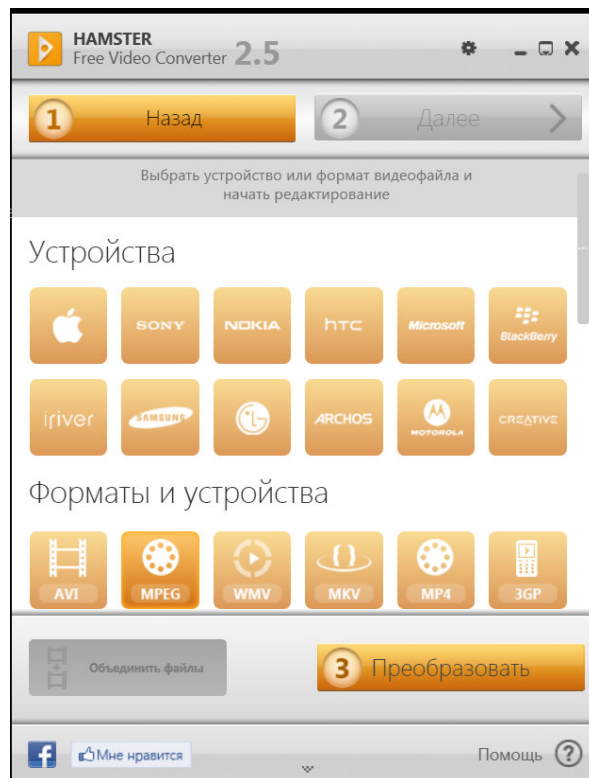 HAMSTER
Free Video Converter 2.5
1 Назад
2 Далее
Выбрать устройство или формат видеофайла и
начать редактирование
Устройства
SONY NOKIA hTC Microsoft BlackBerry
iriver SAMSUNG LG ARCHOS MOTOROLA CREATIVE
Форматы и устройства
AVI MPEG WMV MKV MP4 3GP
Объединить файлы
3 Преобразовать
f Мне нравится
Помощь ?